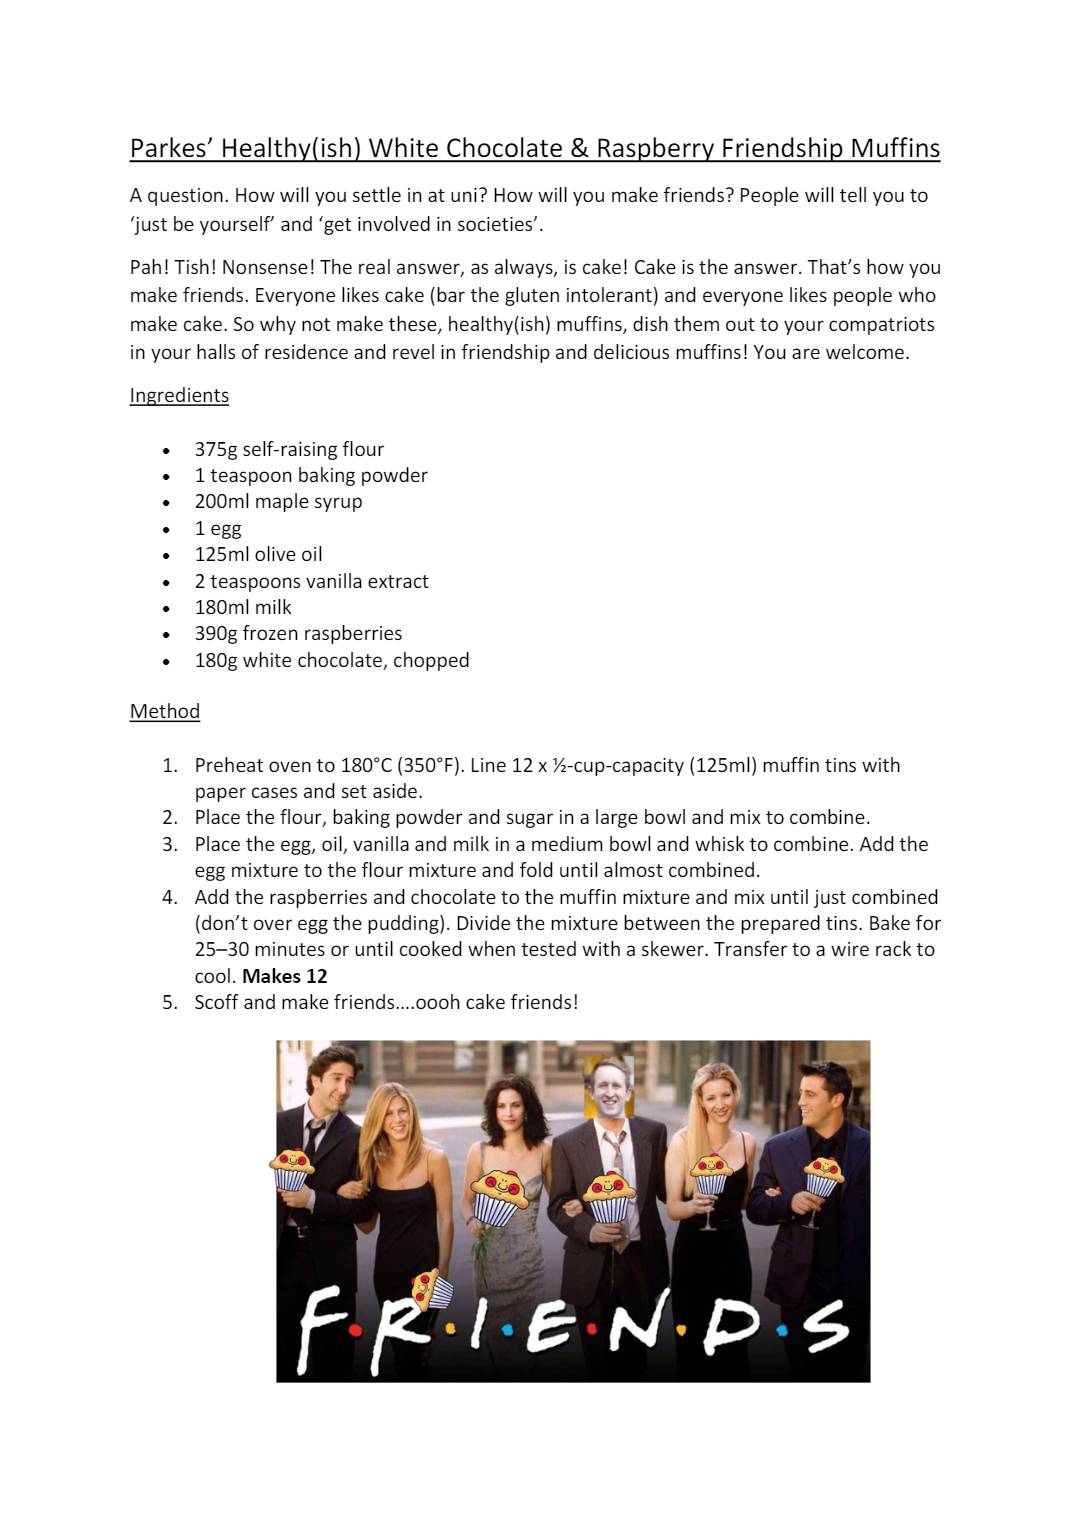 Parkes’ Healthy(ish) White Chocolate & Raspberry Friendship Muffins
A question. How will you settle in at uni? How will you make friends? People will tell you to
‘just be yourself’ and ‘get involved in societies’.
Pah! Tish! Nonsense! The real answer, as always, is cake! Cake is the answer. That’s how you
make friends. Everyone likes cake (bar the gluten intolerant) and everyone likes people who
make cake. So why not make these, healthy(ish) muffins, dish them out to your compatriots
in your halls of residence and revel in friendship and delicious muffins! You are welcome.
Ingredients
• 375g self-raising flour
• 1 teaspoon baking powder
• 200ml maple syrup
• 1 egg
• 125ml olive oil
• 2 teaspoons vanilla extract
• 180ml milk
• 390g frozen raspberries
• 180g white chocolate, chopped
Method
1. Preheat oven to 180°C (350°F). Line 12 x ½-cup-capacity (125ml) muffin tins with
paper cases and set aside.
2. Place the flour, baking powder and sugar in a large bowl and mix to combine.
3. Place the egg, oil, vanilla and milk in a medium bowl and whisk to combine. Add the
egg mixture to the flour mixture and fold until almost combined.
4. Add the raspberries and chocolate to the muffin mixture and mix until just combined
(don’t over egg the pudding). Divide the mixture between the prepared tins. Bake for
25–30 minutes or until cooked when tested with a skewer. Transfer to a wire rack to
cool. Makes 12
5. Scoff and make friends....oooh cake friends!
F•R•I•E•N•D•S